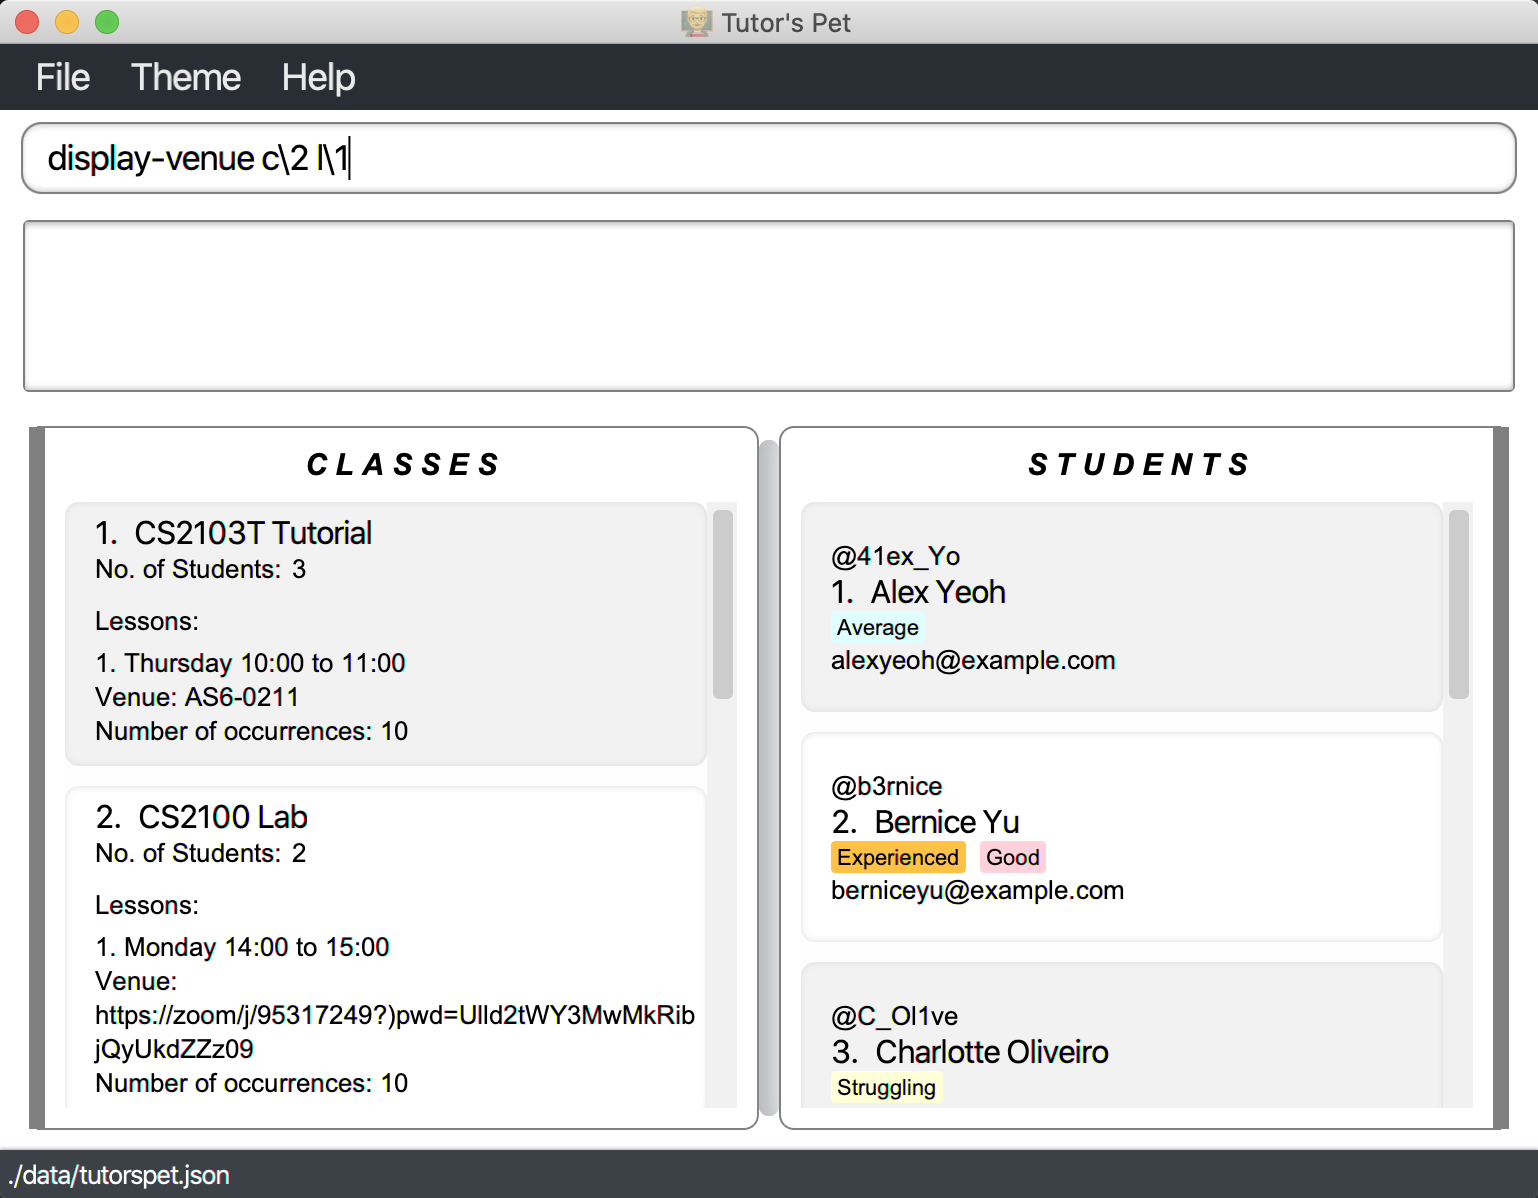 Tutor's Pet
File Theme Help
display-venue c\2 l\1
CLASSES
1. CS2103T Tutorial
No. of Students: 3
Lessons:
1. Thursday 10:00 to 11:00
Venue: AS6-0211
Number of occurrences: 10
2. CS2100 Lab
No. of Students: 2
Lessons:
1. Monday 14:00 to 15:00
Venue:
https://zoom/j/95317249?)pwd=Ulld2tWY3MwMkRib
jQyUkdZZz09
Number of occurrences: 10
STUDENTS
@41ex_Yo
1. Alex Yeoh
Average
alexyeoh@example.com
@b3rnice
2. Bernice Yu
Experienced Good
berniceyu@example.com
@C_Ol1ve
3. Charlotte Oliveiro
Struggling
./data/tutorspet.json